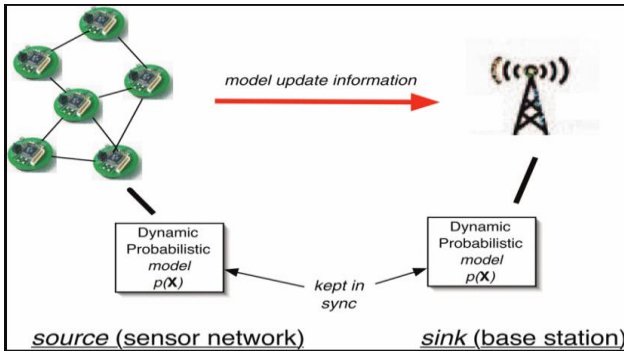 model update information
Dynamic
Probabilistic
model
p(X)
Dynamic
Probabilistic
model
p(X)
kept in
sync
source (sensor network)
sink (base station)